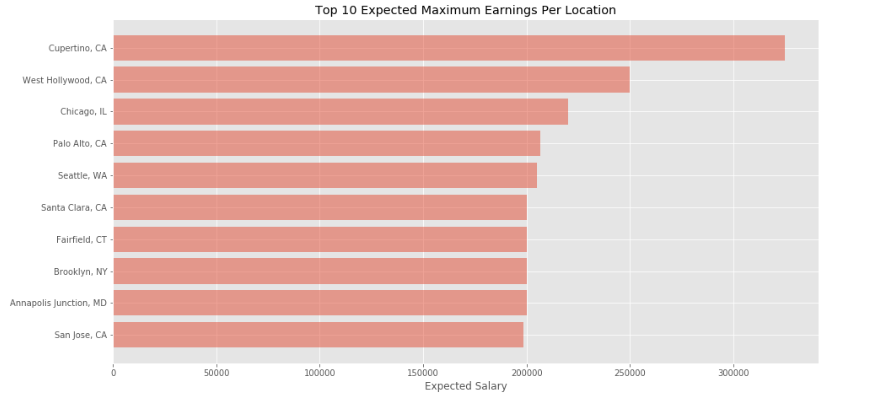 Top 10 Expected Maximum Earnings Per Location
Cupertino, CA
West Hollywood, CA
Chicago, IL
Palo Alto, CA
Seattle, WA
Santa Clara, CA
Fairfield, CT
Brooklyn, NY
Annapolis Junction, MD
San Jose, CA
0 50000 100000 150000 200000 250000 300000
Expected Salary